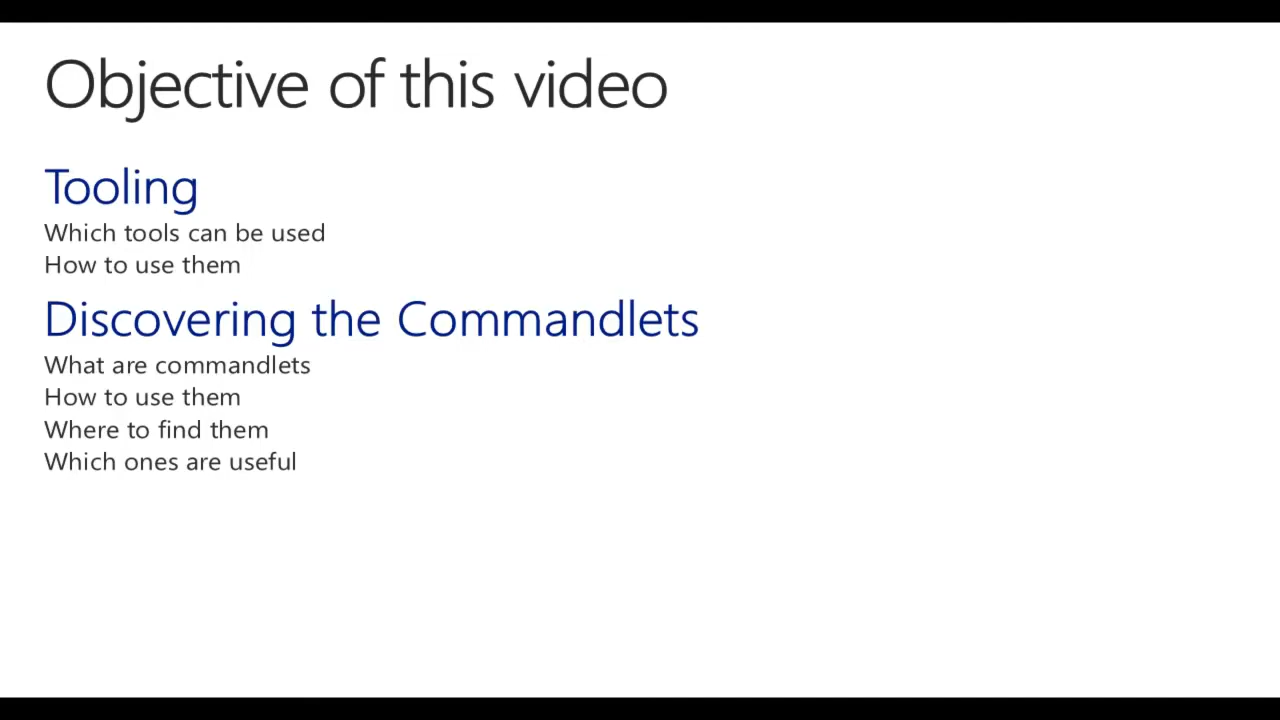 Objective of this video
Tooling
Which tools can be used
How to use them
Discovering the Commandlets
What are commandlets
How to use them
Where to find them
Which ones are useful